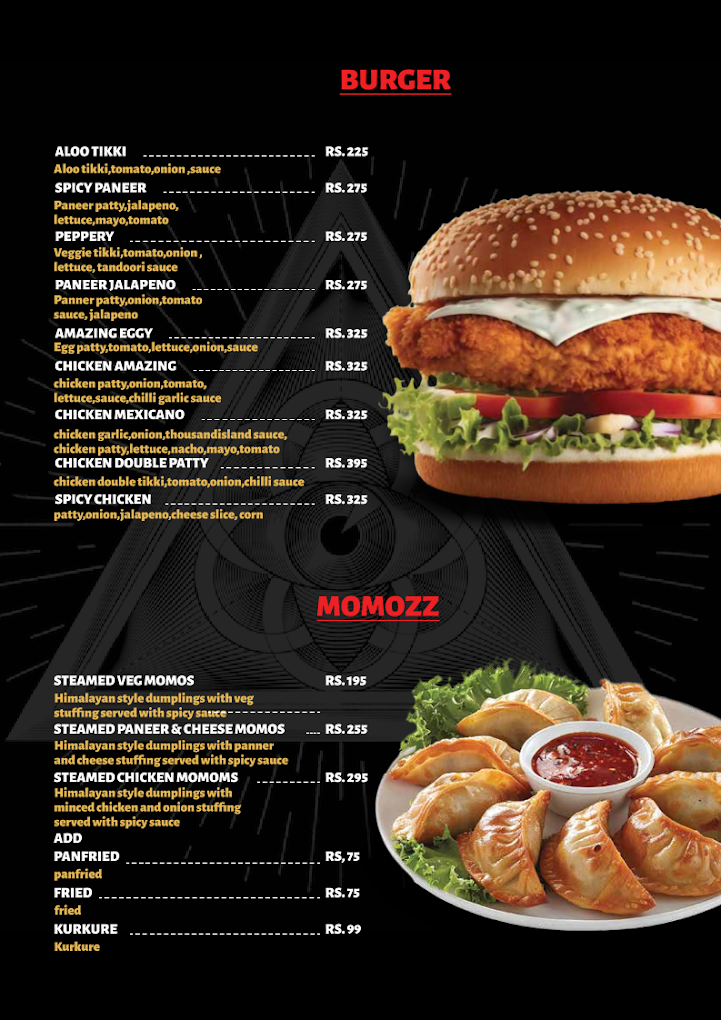 BURGER
ALOO TIKKI RS. 225
Aloo tikki,tomato,onion ,sauce
SPICY PANEER RS. 275
Paneer patty,jalapeno,
lettuce,mayo,tomato
PEPPERY RS. 275
Veggie tikki,tomato,onion ,
lettuce, tandoori sauce
PANEER JALAPENO RS. 275
Panner patty,onion,tomato
sauce, jalapeno
AMAZING EGGY RS. 325
Egg patty,tomato,lettuce,onion,sauce
CHICKEN AMAZING RS. 325
chicken patty,onion,tomato,
lettuce,sauce,chilli garlic sauce
CHICKEN MEXICANO RS. 325
chicken garlic,onion,thousandisland sauce,
chicken patty,lettuce,nacho,mayo,tomato
CHICKEN DOUBLE PATTY RS. 395
chicken double tikki,tomato,onion,chilli sauce
SPICY CHICKEN RS. 325
patty,onion,jalapeno,cheese slice, corn
MOMOZZ
STEAMED VEG MOMOS RS. 195
Himalayan style dumplings with veg
stuffing served with spicy sauce
STEAMED PANEER & CHEESE MOMOS RS. 255
Himalayan style dumplings with panner
and cheese stuffing served with spicy sauce
STEAMED CHICKEN MOMOMS RS. 295
Himalayan style dumplings with
minced chicken and onion stuffing
served with spicy sauce
ADD
PANFRIED RS, 75
panfried
FRIED RS. 75
fried
KURKURE RS. 99
Kurkure